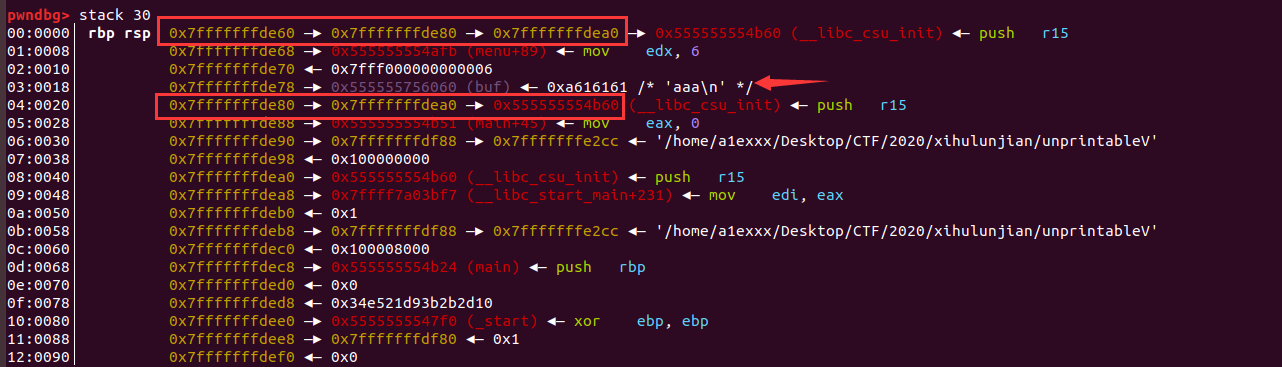 pwndbg> stack 30
00:0000│ rbp rsp 0x7fffffffde60 —▸ 0x7fffffffde80 —▸ 0x7fffffffdea0 —▸ 0x555555554b60 (__libc_csu_init) ◂— push r15
01:0008│ 0x7fffffffde68 —▸ 0x555555554afb (menu+89) ◂— mov edx, 6
02:0010│ 0x7fffffffde70 ◂— 0x7fff000000000006
03:0018│ 0x7fffffffde78 —▸ 0x555555756060 (buf) ◂— 0xa616161 /* 'aaa\n' */
04:0020│ 0x7fffffffde80 —▸ 0x7fffffffdea0 —▸ 0x555555554b60 (__libc_csu_init) ◂— push r15
05:0028│ 0x7fffffffde88 —▸ 0x555555554b51 (main+45) ◂— mov eax, 0
06:0030│ 0x7fffffffde90 —▸ 0x7fffffffdf88 —▸ 0x7fffffffe2cc ◂— '/home/a1exxx/Desktop/CTF/2020/xihulunjian/unprintableV'
07:0038│ 0x7fffffffde98 ◂— 0x100000000
08:0040│ 0x7fffffffdea0 —▸ 0x555555554b60 (__libc_csu_init) ◂— push r15
09:0048│ 0x7fffffffdea8 —▸ 0x7ffff7a03bf7 (__libc_start_main+231) ◂— mov edi, eax
0a:0050│ 0x7fffffffdeb0 ◂— 0x1
0b:0058│ 0x7fffffffdeb8 —▸ 0x7fffffffdf88 —▸ 0x7fffffffe2cc ◂— '/home/a1exxx/Desktop/CTF/2020/xihulunjian/unprintableV'
0c:0060│ 0x7fffffffdec0 ◂— 0x100008000
0d:0068│ 0x7fffffffdec8 —▸ 0x555555554b24 (main) ◂— push rbp
0e:0070│ 0x7fffffffded0 ◂— 0x0
0f:0078│ 0x7fffffffded8 ◂— 0x34e521d93b2b2d10
10:0080│ 0x7fffffffdee0 —▸ 0x5555555547f0 (_start) ◂— xor ebp, ebp
11:0088│ 0x7fffffffdee8 —▸ 0x7fffffffdf80 ◂— 0x1
12:0090│ 0x7fffffffdef0 ◂— 0x0